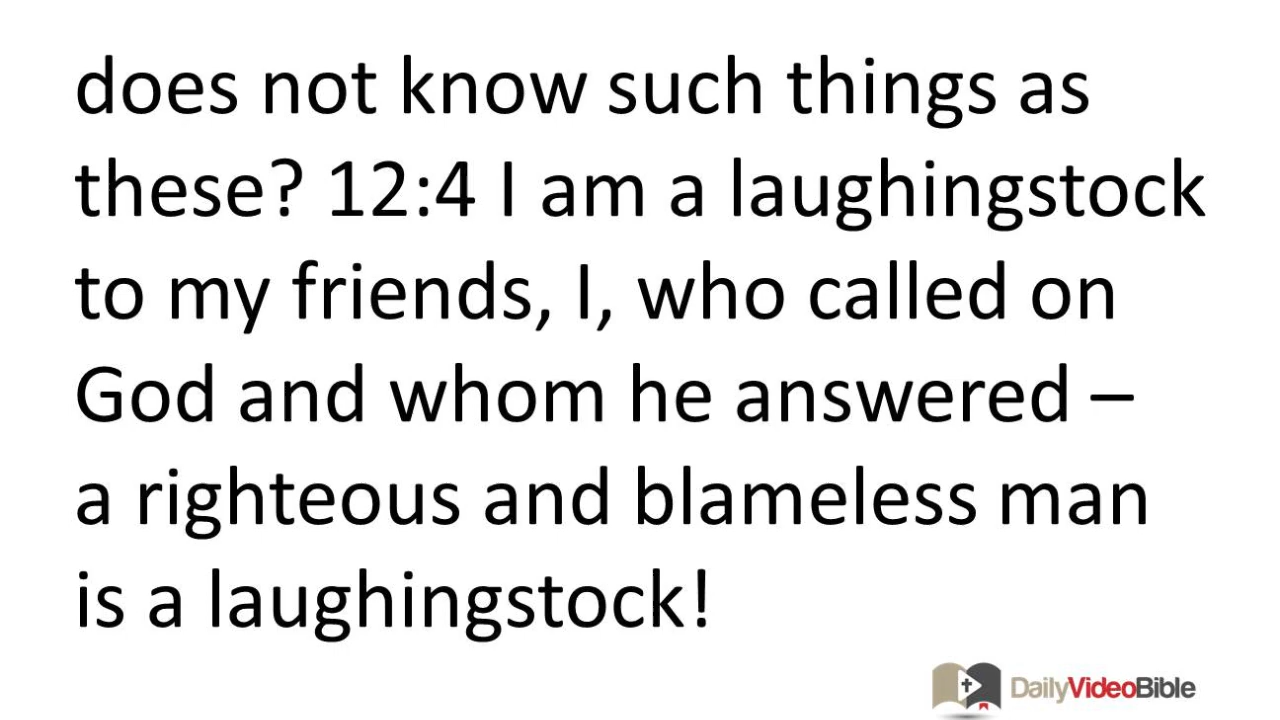 does not know such things as
these? 12:4 I am a laughingstock
to my friends, I, who called on
God and whom he answered –
a righteous and blameless man
is a laughingstock!
DailyVideoBible